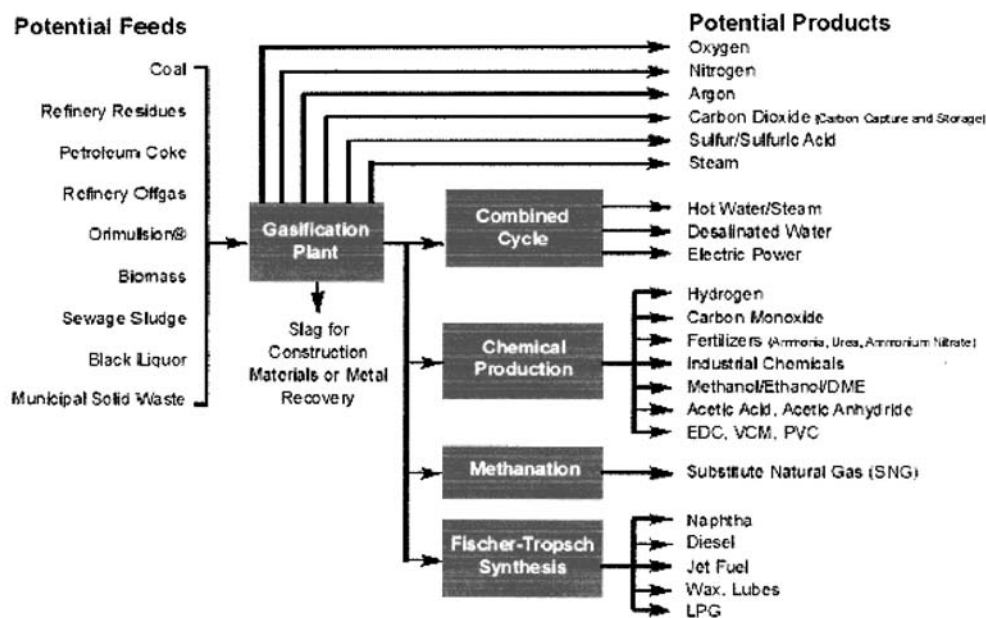 Potential Feeds
Coal
Refinery Residues
Petroleum Coke
Refinery Offgas
Orimulsion®
Biomass
Sewage Sludge
Black Liquor
Municipal Solid Waste
Gasification
Plant
Slag for
Construction
Materials or Metal
Recovery
Combined
Cycle
Chemical
Production
Methanation
Fischer-Tropsch
Synthesis
Potential Products
Oxygen
Nitrogen
Argon
Carbon Dioxide (Carbon Capture and Storage)
Sulfur/Sulfuric Acid
Steam
Hot Water/Steam
Desalinated Water
Electric Power
Hydrogen
Carbon Monoxide
Fertilizers (Ammonia, Urea, Ammonium Nitrate)
Industrial Chemicals
Methanol/Ethanol/DME
Acetic Acid, Acetic Anhydride
EDC, VCM, PVC
Substitute Natural Gas (SNG)
Naphtha
Diesel
Jet Fuel
Wax, Lubes
LPG